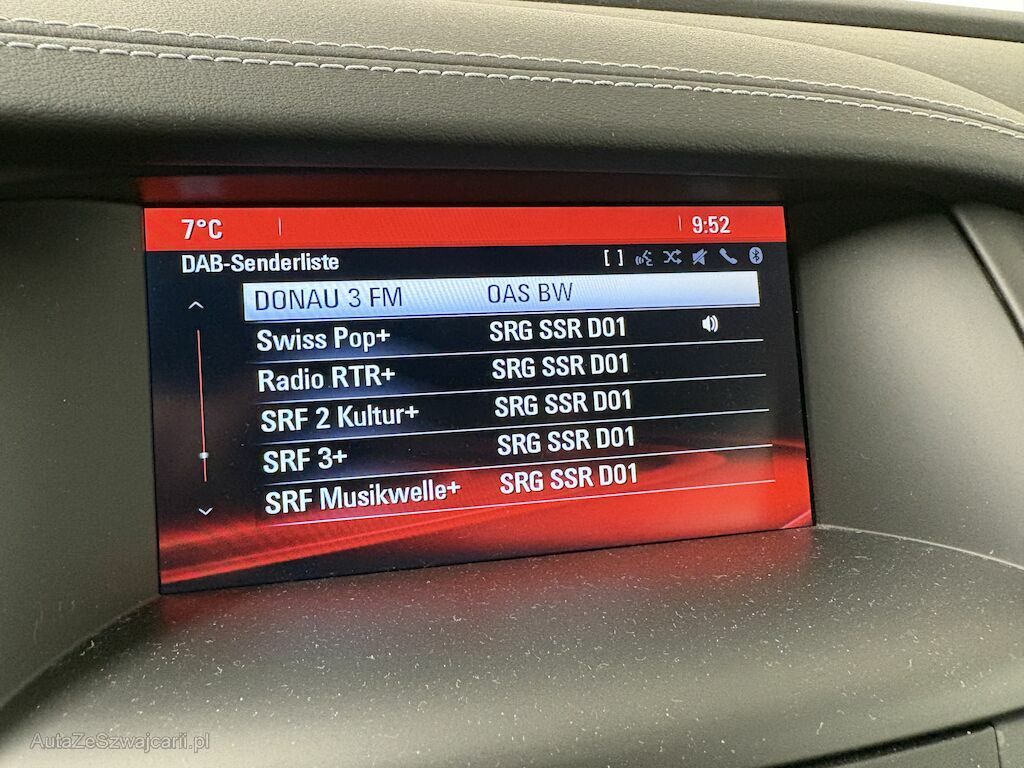 7°C 9:52
DAB-Senderliste [ ]
DONAU 3 FM OAS BW
Swiss Pop+ SRG SSR D01
Radio RTR+ SRG SSR D01
SRF 2 Kultur+ SRG SSR D01
SRF 3+ SRG SSR D01
SRF Musikwelle+ SRG SSR D01
AutaZeSzwajcarii.pl